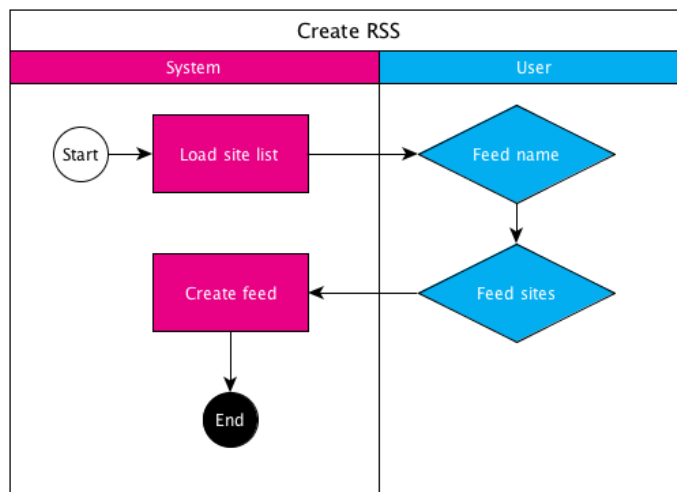 Create RSS
System
User
Start
Load site list
Feed name
Create feed
Feed sites
End